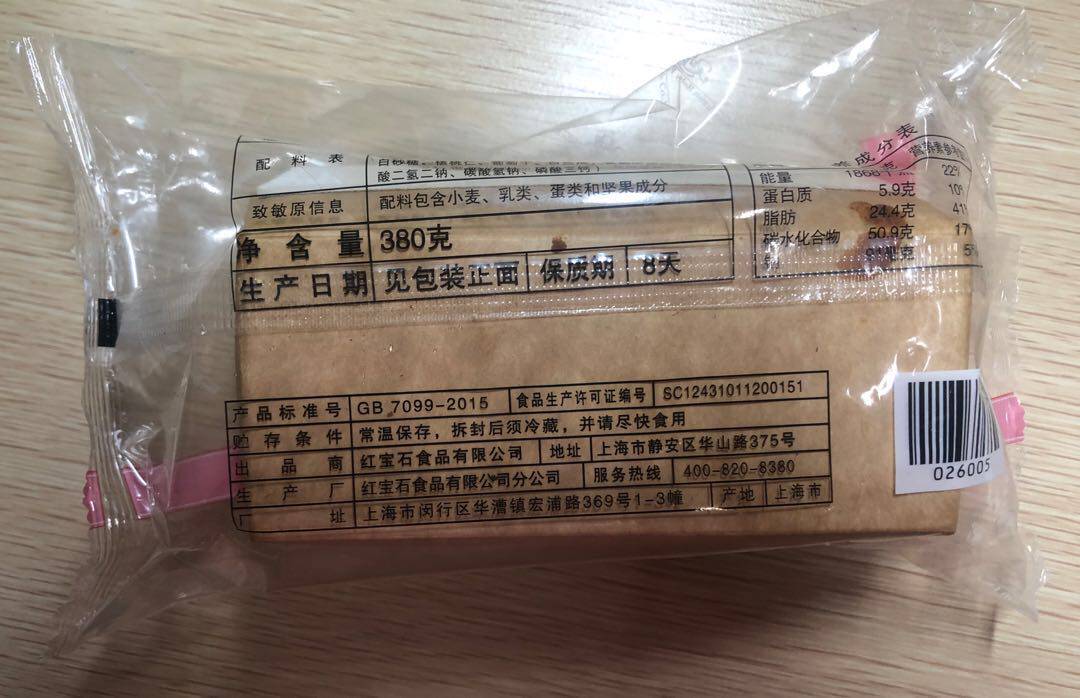 配料表
酸二氢二钠、碳酸氢钠、磷酸三钙）
致敏原信息 配料包含小麦、乳类、蛋类和坚果成分
净含量 380克
生产日期 见包装正面 保质期 8天
成分表
能量
蛋白质 5.9克
脂肪 24.4克
碳水化合物 50.9克
产品标准号 GB 7099-2015 食品生产许可证编号 SC12431011200151
贮存条件 常温保存，拆封后须冷藏，并请尽快食用
出品商 红宝石食品有限公司 地址 上海市静安区华山路375号
生产厂 红宝石食品有限公司分公司 服务热线 400-820-8380
厂址 上海市闵行区华漕镇宏浦路369号1-3幢 产地 上海市
026005